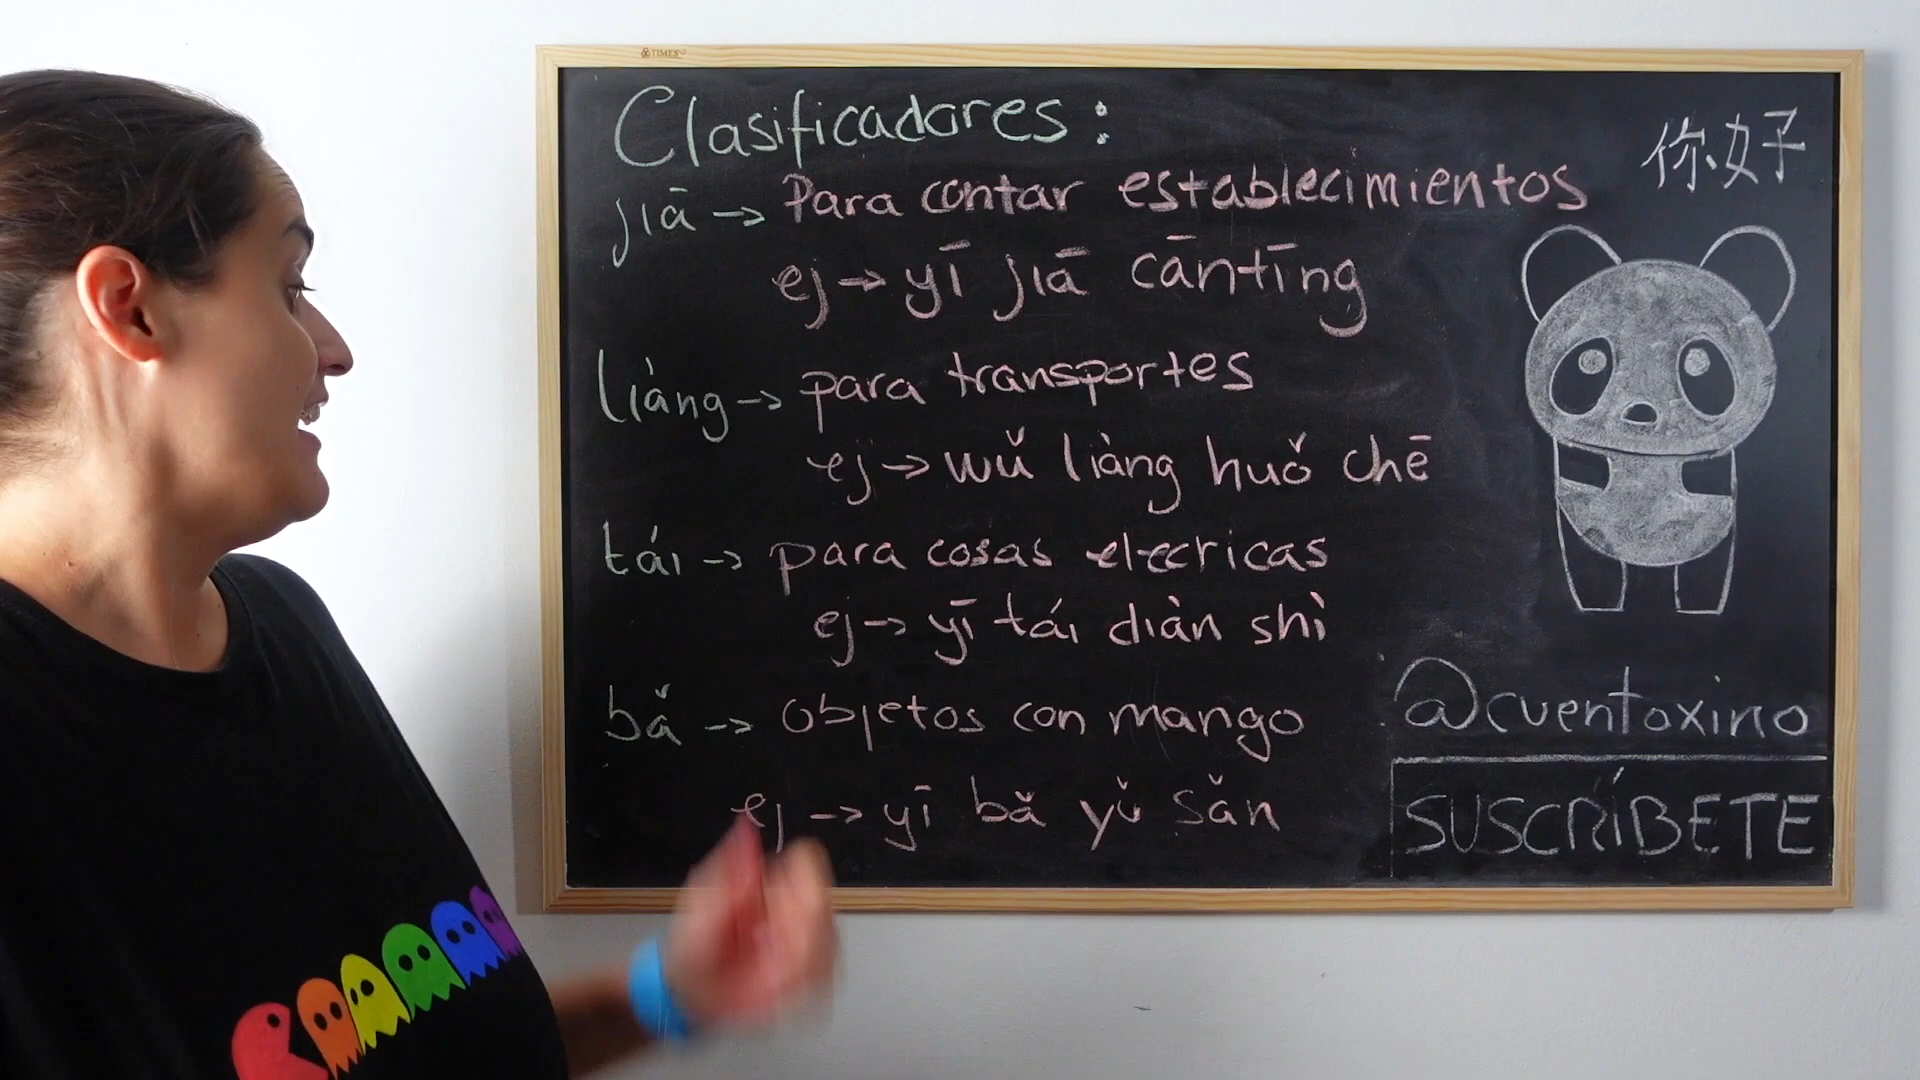 TIMES
Clasificadores:
你好
jiā → Para contar establecimientos
ej → yī jiā cāntīng
liàng → para transportes
ej → wǔ liàng huǒ chē
tái → para cosas elecricas
ej → yī tái diàn shì
bǎ → objetos con mango
ej → yī bǎ yǔ sǎn
@cuentoxino
SUSCRÍBETE